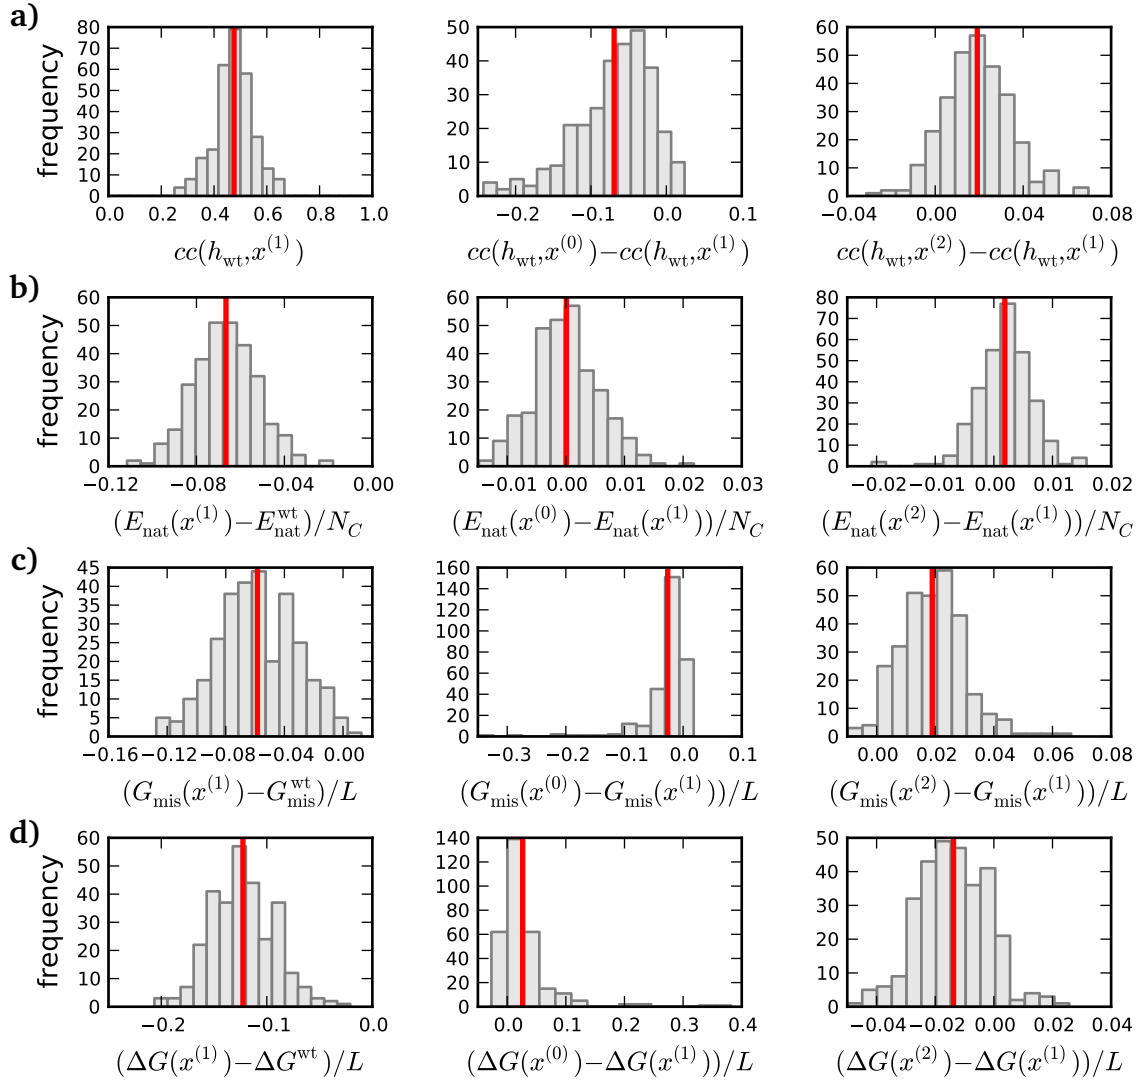 a)
frequency
80
70
60
50
40
30
20
10
0
0.0 0.2 0.4 0.6 0.8 1.0
cc(h_wt,x^(1))
50
40
30
20
10
0
−0.2 −0.1 0.0 0.1
cc(h_wt,x^(0))−cc(h_wt,x^(1))
60
50
40
30
20
10
0
−0.04 0.00 0.04 0.08
cc(h_wt,x^(2))−cc(h_wt,x^(1))
b)
frequency
60
50
40
30
20
10
0
−0.12 −0.08 −0.04 0.00
(E_nat(x^(1))−E_nat^wt)/N_C
60
50
40
30
20
10
0
−0.01 0.00 0.01 0.02 0.03
(E_nat(x^(0))−E_nat(x^(1)))/N_C
80
70
60
50
40
30
20
10
0
−0.02 −0.01 0.00 0.01 0.02
(E_nat(x^(2))−E_nat(x^(1)))/N_C
c)
frequency
45
40
35
30
25
20
15
10
5
0
−0.16 −0.12 −0.08 −0.04 0.00
(G_mis(x^(1))−G_mis^wt)/L
160
140
120
100
80
60
40
20
0
−0.3 −0.2 −0.1 0.0 0.1
(G_mis(x^(0))−G_mis(x^(1)))/L
60
50
40
30
20
10
0
0.00 0.02 0.04 0.06 0.08
(G_mis(x^(2))−G_mis(x^(1)))/L
d)
frequency
60
50
40
30
20
10
0
−0.2 −0.1 0.0
(ΔG(x^(1))−ΔG^wt)/L
140
120
100
80
60
40
20
0
0.0 0.1 0.2 0.3 0.4
(ΔG(x^(0))−ΔG(x^(1)))/L
50
40
30
20
10
0
−0.04 −0.02 0.00 0.02 0.04
(ΔG(x^(2))−ΔG(x^(1)))/L